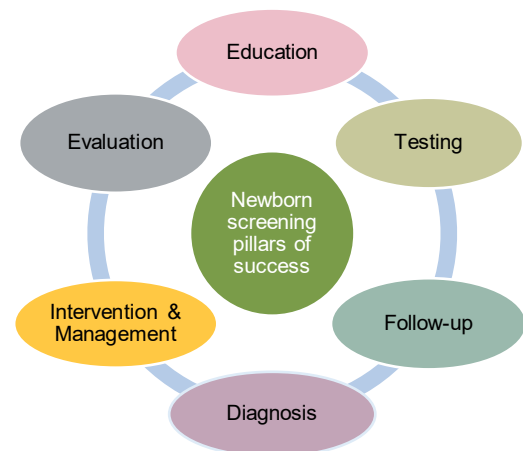 Education
Testing
Follow-up
Diagnosis
Intervention &
Management
Evaluation
Newborn
screening
pillars of
success